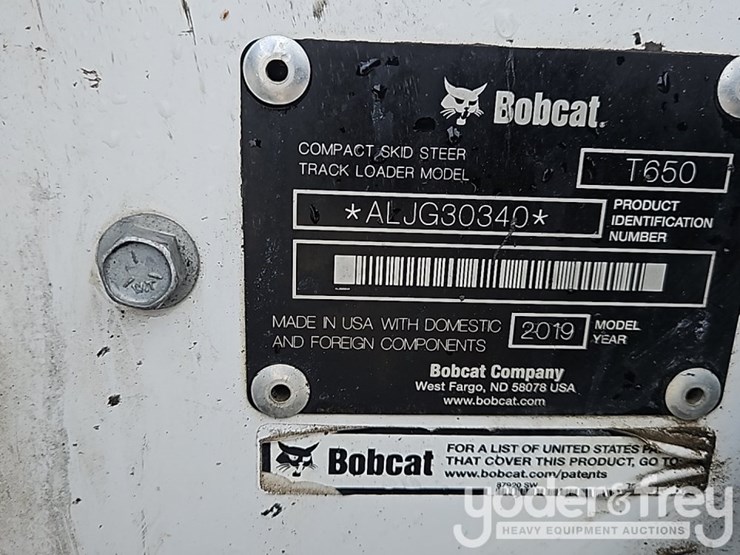 Bobcat.
COMPACT SKID STEER
TRACK LOADER MODEL
T650
*ALJG30340*
PRODUCT
IDENTIFICATION
NUMBER
MADE IN USA WITH DOMESTIC
AND FOREIGN COMPONENTS
2019
MODEL
YEAR
Bobcat Company
West Fargo, ND 58078 USA
www.bobcat.com
Bobcat
FOR A LIST OF UNITED STATES
THAT COVER THIS PRODUCT, GO TO
www.bobcat.com/patents
yoder&frey
HEAVY EQUIPMENT AUCTIONS